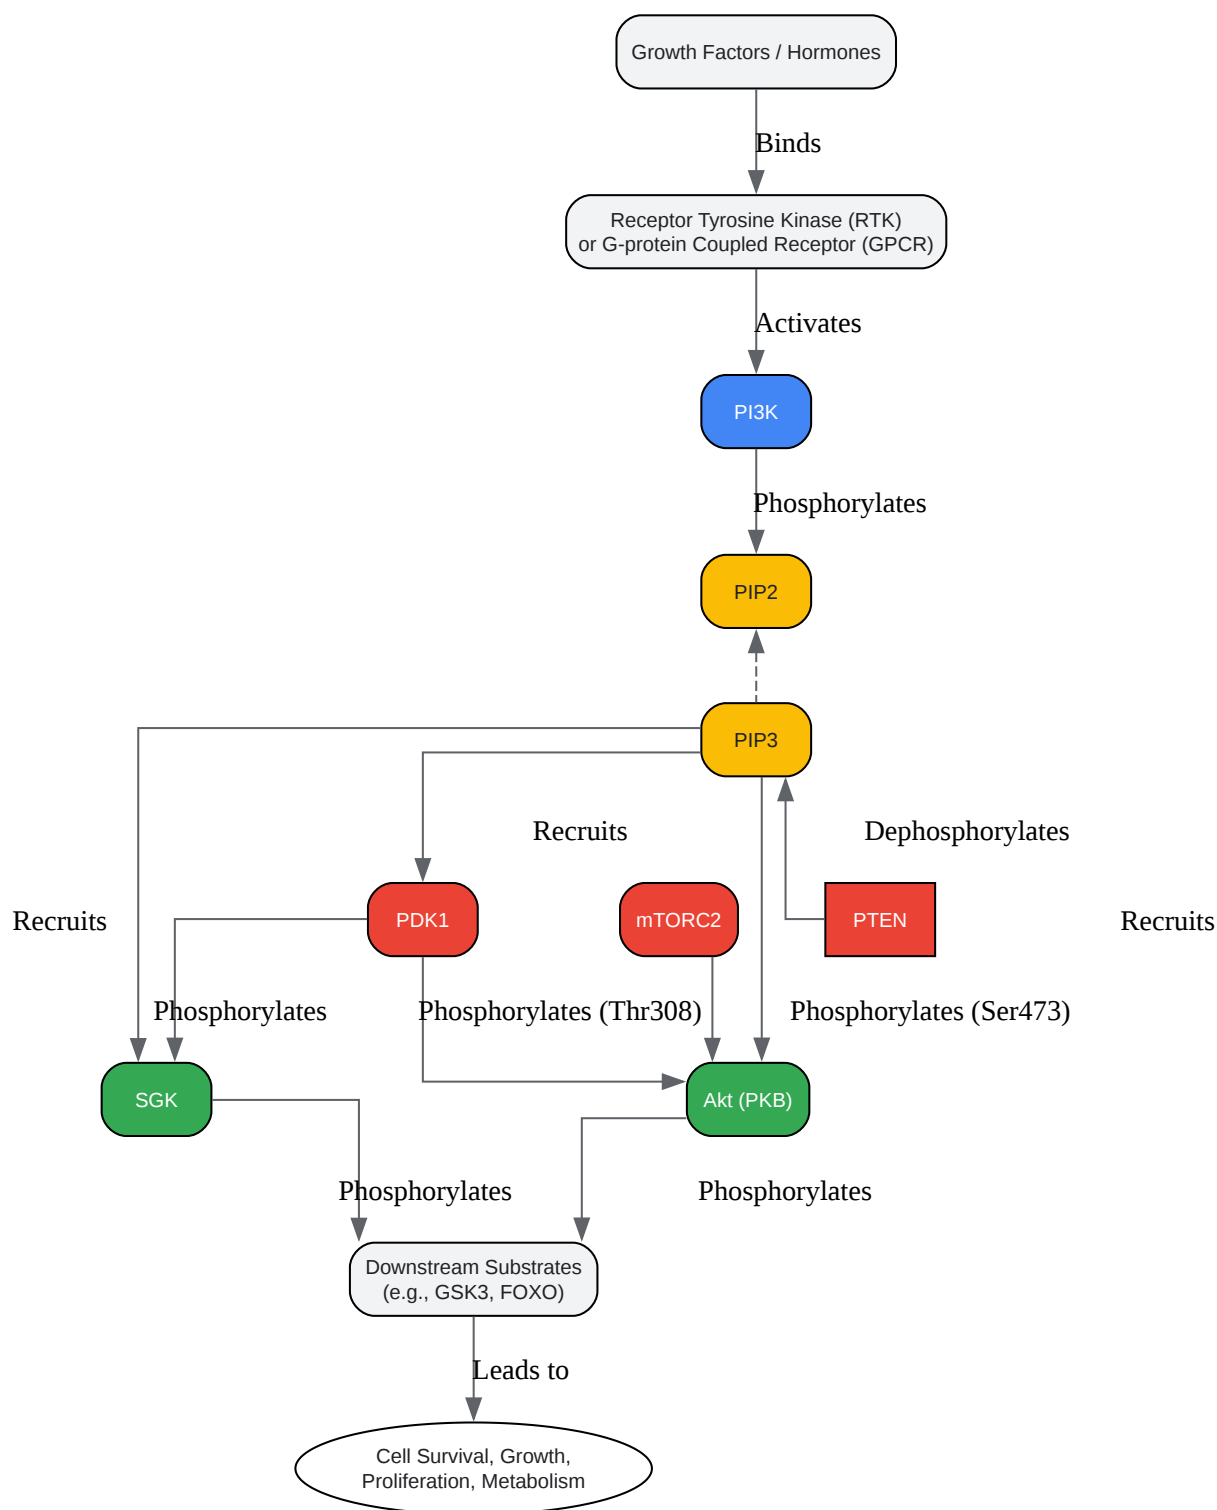 Growth Factors / Hormones
Binds
Receptor Tyrosine Kinase (RTK)
or G-protein Coupled Receptor (GPCR)
Activates
PI3K
Phosphorylates
PIP2
PIP3
Recruits
Dephosphorylates
Recruits
PDK1
mTORC2
PTEN
Recruits
Phosphorylates
Phosphorylates (Thr308)
Phosphorylates (Ser473)
SGK
Akt (PKB)
Phosphorylates
Phosphorylates
Downstream Substrates
(e.g., GSK3, FOXO)
Leads to
Cell Survival, Growth,
Proliferation, Metabolism